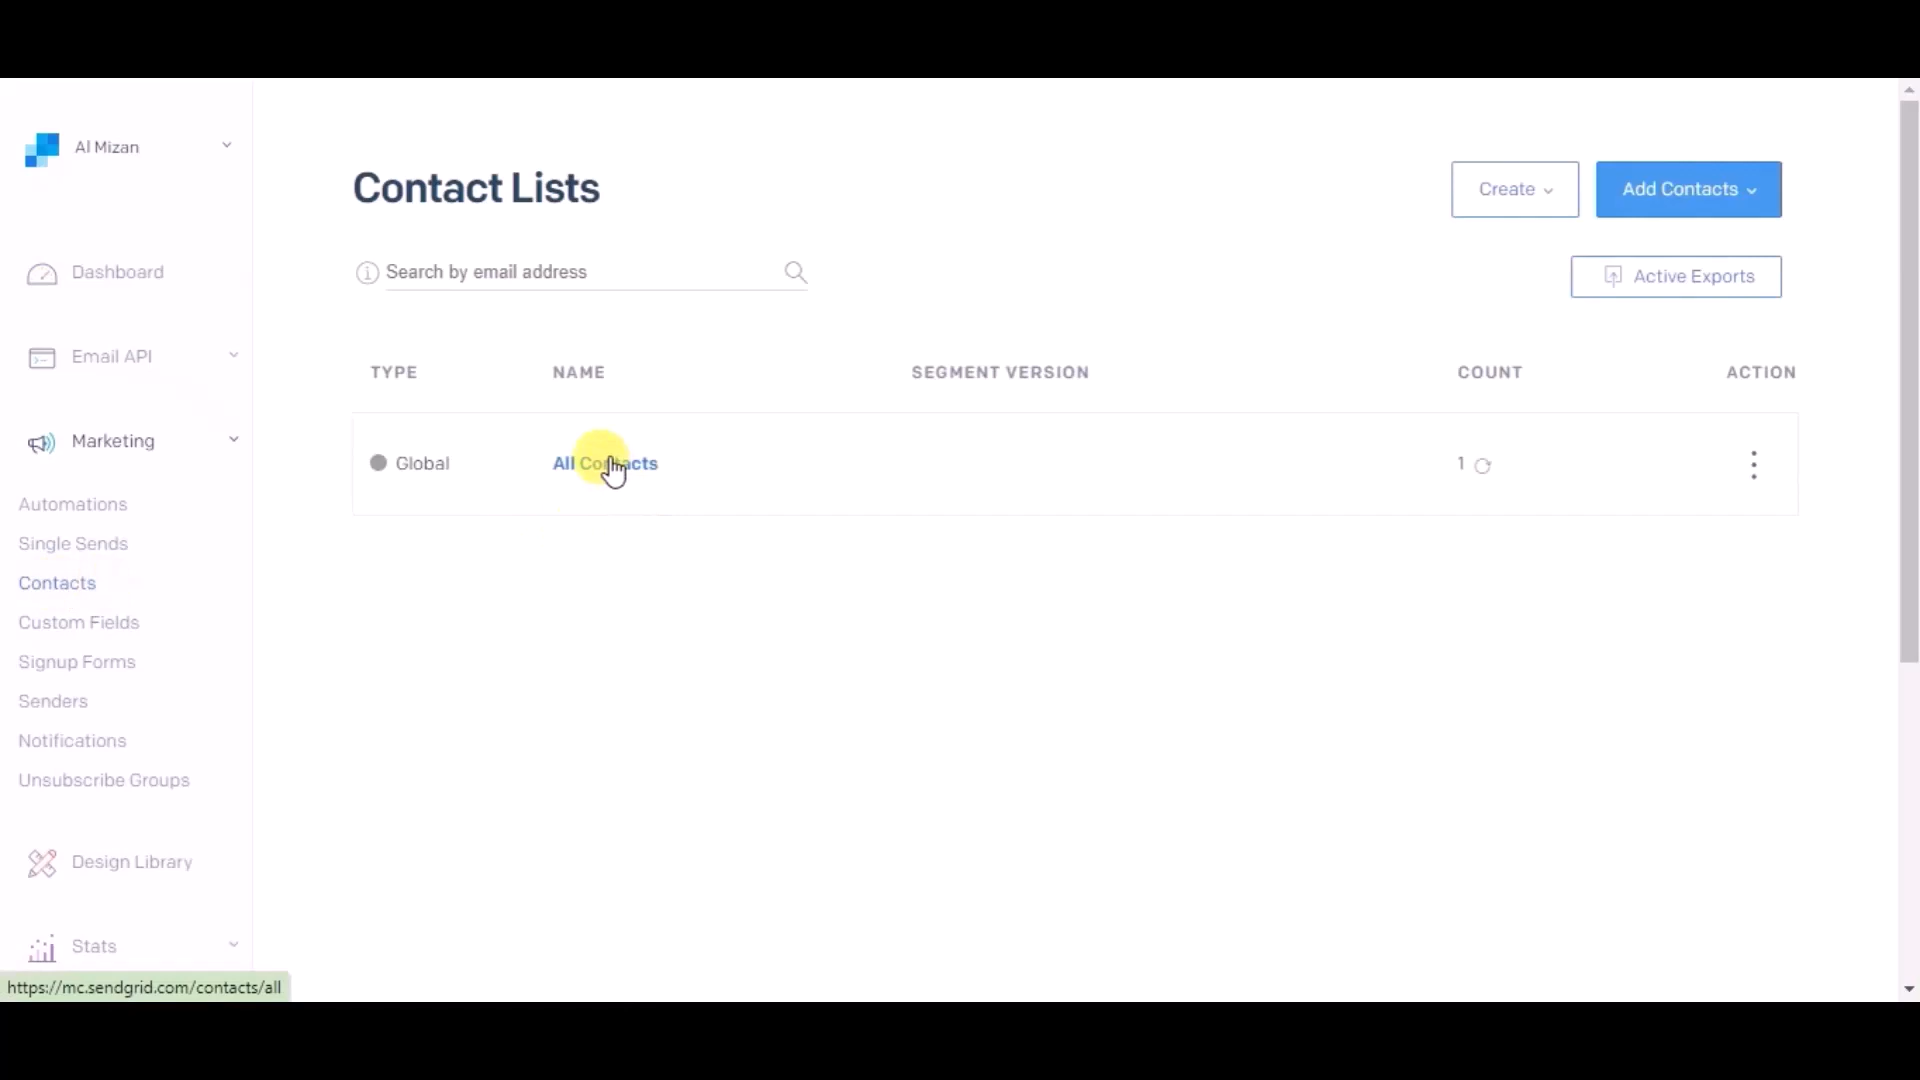 Al Mizan
Dashboard
Email API
Marketing
Automations
Single Sends
Contacts
Custom Fields
Signup Forms
Senders
Notifications
Unsubscribe Groups
Design Library
Stats
https://mc.sendgrid.com/contacts/all
Contact Lists
Create
Add Contacts
Search by email address
Active Exports
TYPE NAME SEGMENT VERSION COUNT ACTION
Global All Contacts 1